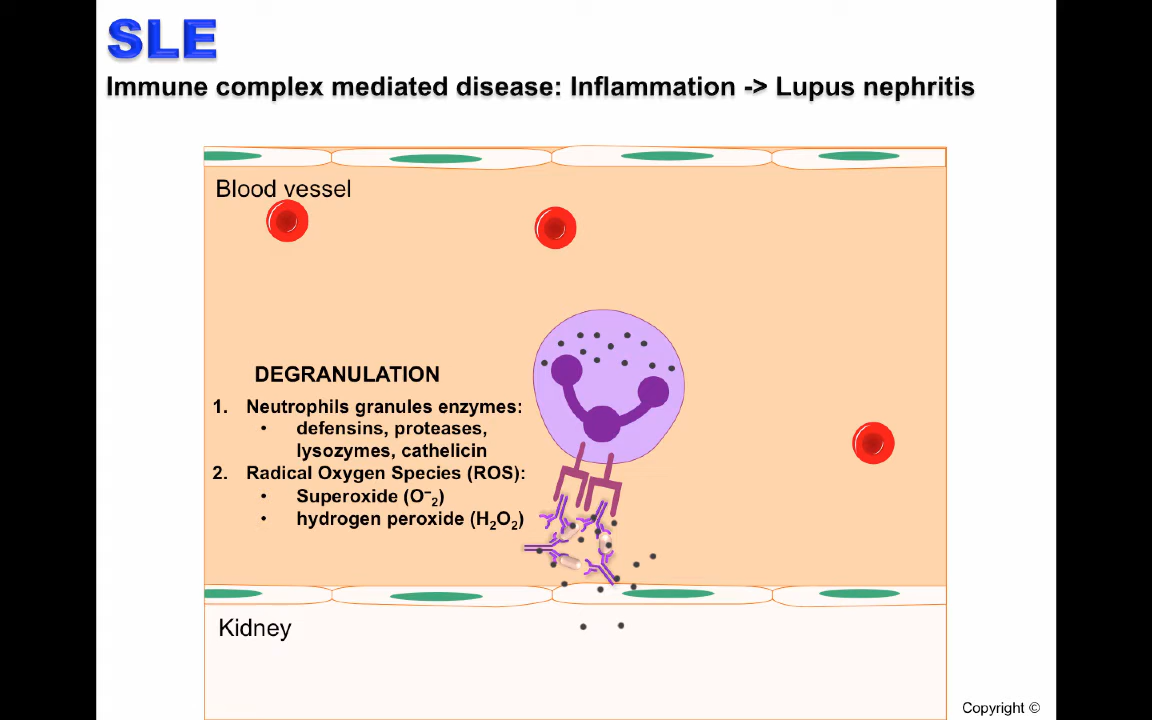 SLE
Immune complex mediated disease: Inflammation -> Lupus nephritis
Blood vessel
DEGRANULATION
1. Neutrophils granules enzymes:
• defensins, proteases,
lysozymes, cathelicin
2. Radical Oxygen Species (ROS):
• Superoxide (O⁻₂)
• hydrogen peroxide (H₂O₂)
Kidney
Copyright ©